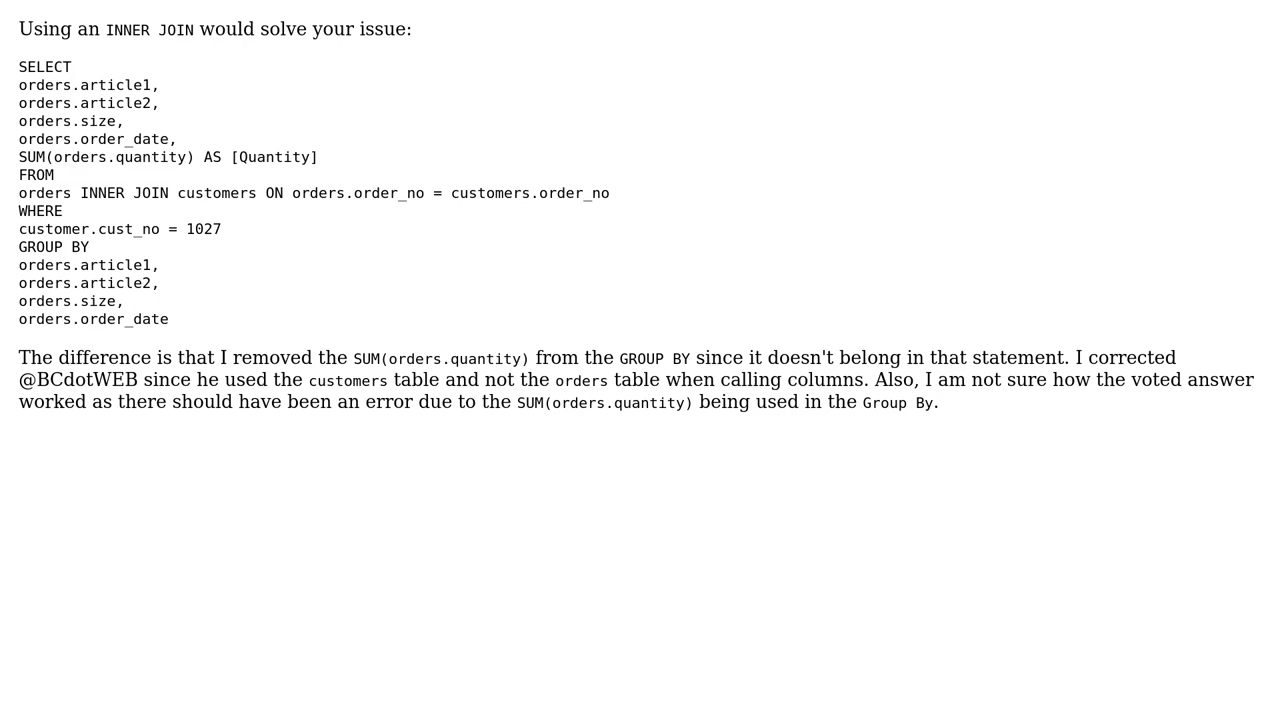 Using an INNER JOIN would solve your issue:
SELECT
orders.article1,
orders.article2,
orders.size,
orders.order_date,
SUM(orders.quantity) AS [Quantity]
FROM
orders INNER JOIN customers ON orders.order_no = customers.order_no
WHERE
customer.cust_no = 1027
GROUP BY
orders.article1,
orders.article2,
orders.size,
orders.order_date
The difference is that I removed the SUM(orders.quantity) from the GROUP BY since it doesn't belong in that statement. I corrected
@BCdotWEB since he used the customers table and not the orders table when calling columns. Also, I am not sure how the voted answer
worked as there should have been an error due to the SUM(orders.quantity) being used in the Group By.